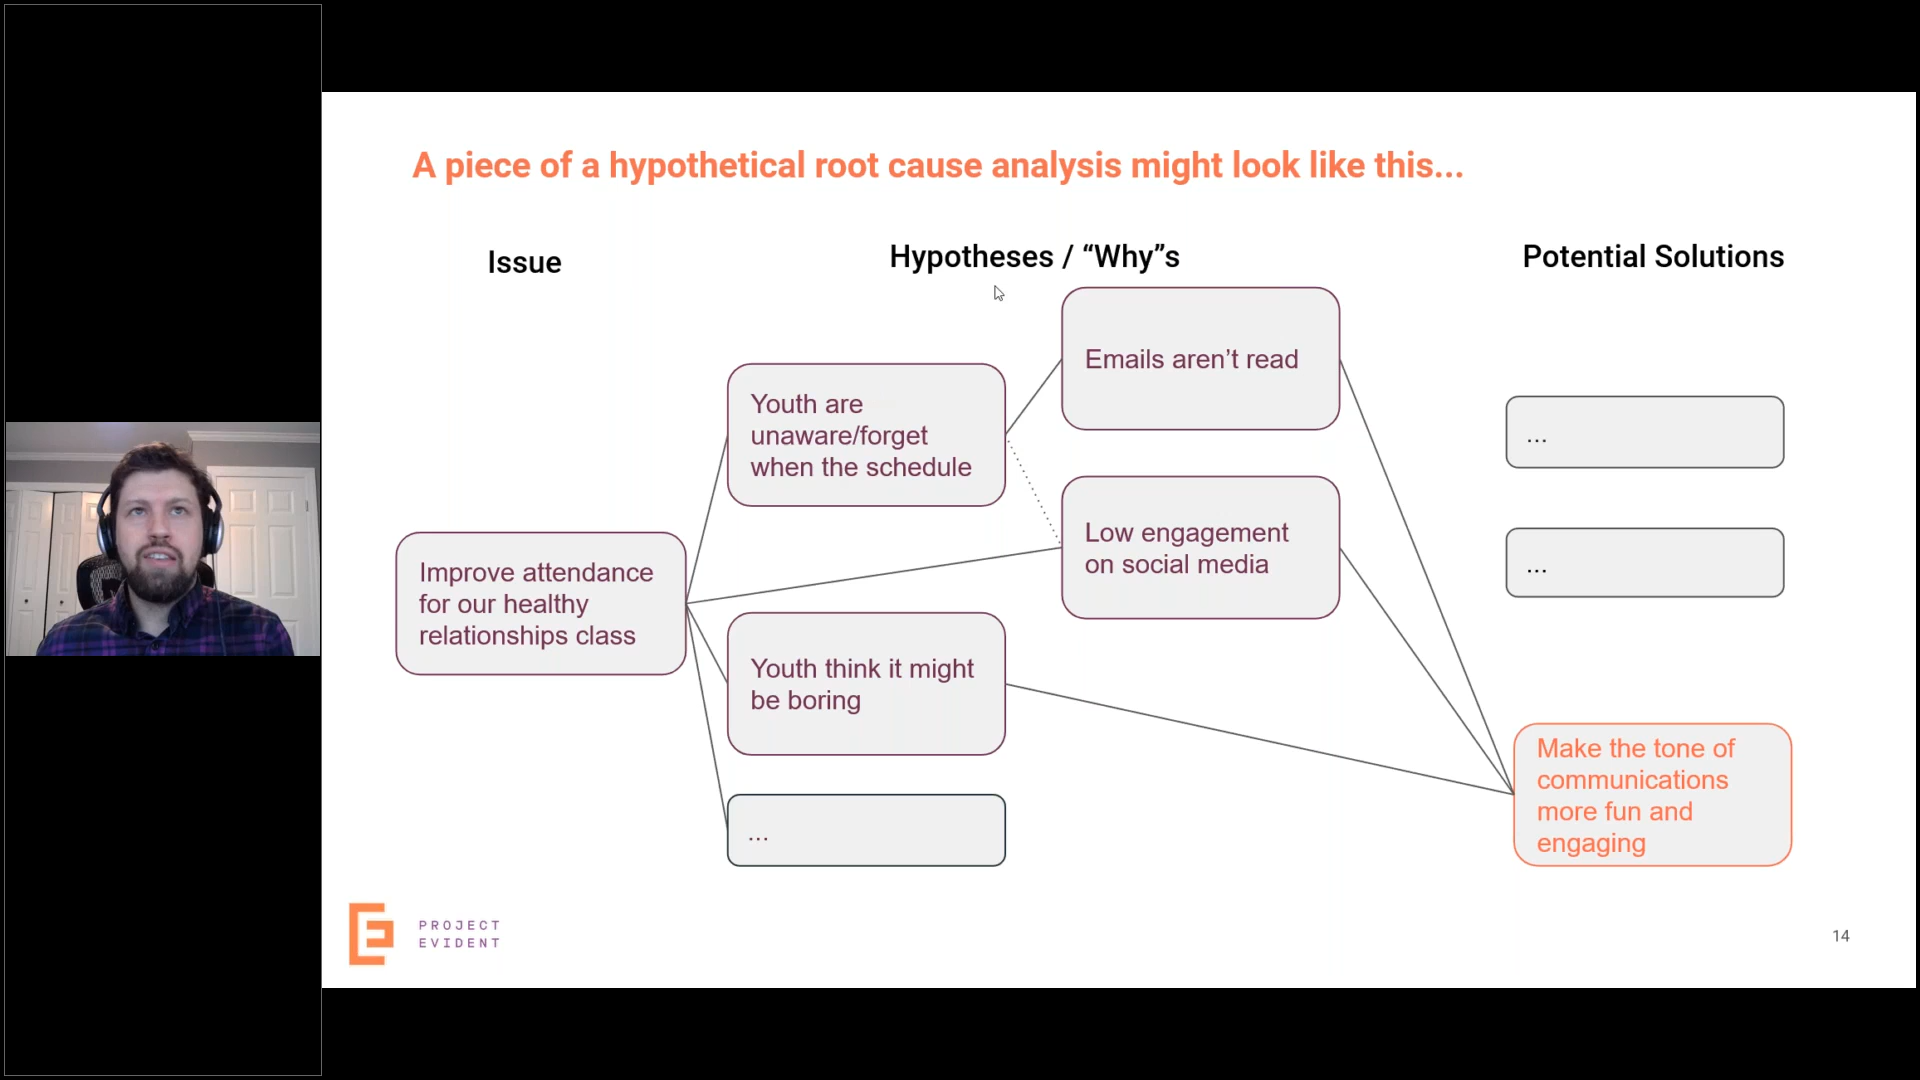 A piece of a hypothetical root cause analysis might look like this...
Issue
Hypotheses / “Why”s
Potential Solutions
Emails aren’t read
Youth are
unaware/forget
when the schedule
...
Low engagement
on social media
...
Improve attendance
for our healthy
relationships class
Youth think it might
be boring
Make the tone of
communications
more fun and
engaging
...
PROJECT
EVIDENT
14